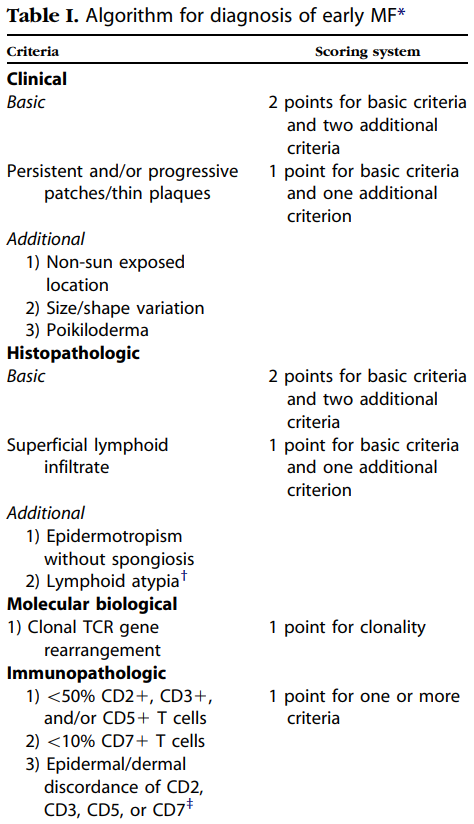 Table I. Algorithm for diagnosis of early MF*
Criteria Scoring system
Clinical
Basic 2 points for basic criteria
and two additional
criteria
Persistent and/or progressive 1 point for basic criteria
patches/thin plaques and one additional
criterion
Additional
1) Non-sun exposed
location
2) Size/shape variation
3) Poikiloderma
Histopathologic
Basic 2 points for basic criteria
and two additional
criteria
Superficial lymphoid 1 point for basic criteria
infiltrate and one additional
criterion
Additional
1) Epidermotropism
without spongiosis
2) Lymphoid atypia†
Molecular biological
1) Clonal TCR gene 1 point for clonality
rearrangement
Immunopathologic
1) <50% CD2+, CD3+, 1 point for one or more
and/or CD5+ T cells criteria
2) <10% CD7+ T cells
3) Epidermal/dermal
discordance of CD2,
CD3, CD5, or CD7‡